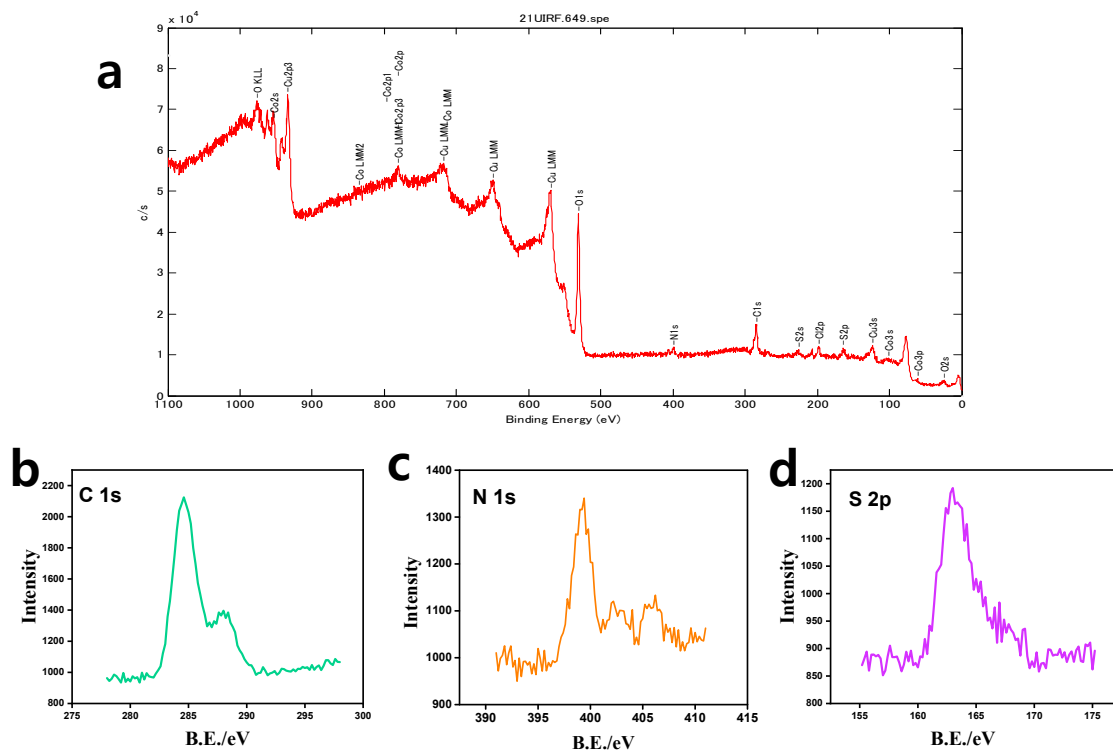 21UIRF.649.spe
a
x 10⁴
9
8
7
6
5
4
3
2
1
0
c/s
-O KLL
Co2s
-Cu2p3
Co LMM2
-Co2p1
-Co2p
Co LMM1
Co2p3
Cu LMM
-Co LMM
-Cu LMM
-Cu LMM
-O1s
-N1s
-C1s
-S2s
-Cl2p
-S2p
-Cu3s
-Co3s
-Co3p
-O2s
1100 1000 900 800 700 600 500 400 300 200 100 0
Binding Energy (eV)
b
C 1s
2200
2000
1800
1600
1400
1200
1000
800
Intensity
275 280 285 290 295 300
B.E./eV
c
N 1s
1400
1300
1200
1100
1000
900
Intensity
390 395 400 405 410 415
B.E./eV
d
S 2p
1200
1150
1100
1050
1000
950
900
850
800
Intensity
155 160 165 170 175
B.E./eV